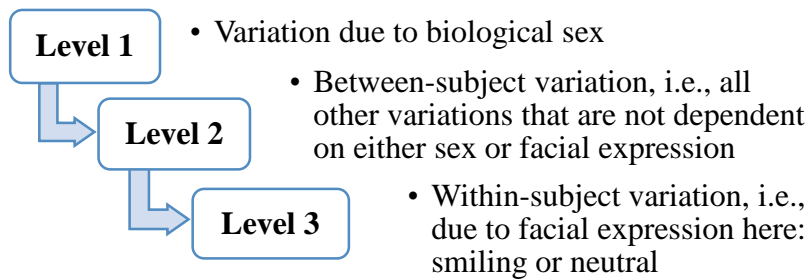 Level 1
• Variation due to biological sex
Level 2
• Between-subject variation, i.e., all
other variations that are not dependent
on either sex or facial expression
Level 3
• Within-subject variation, i.e.,
due to facial expression here:
smiling or neutral